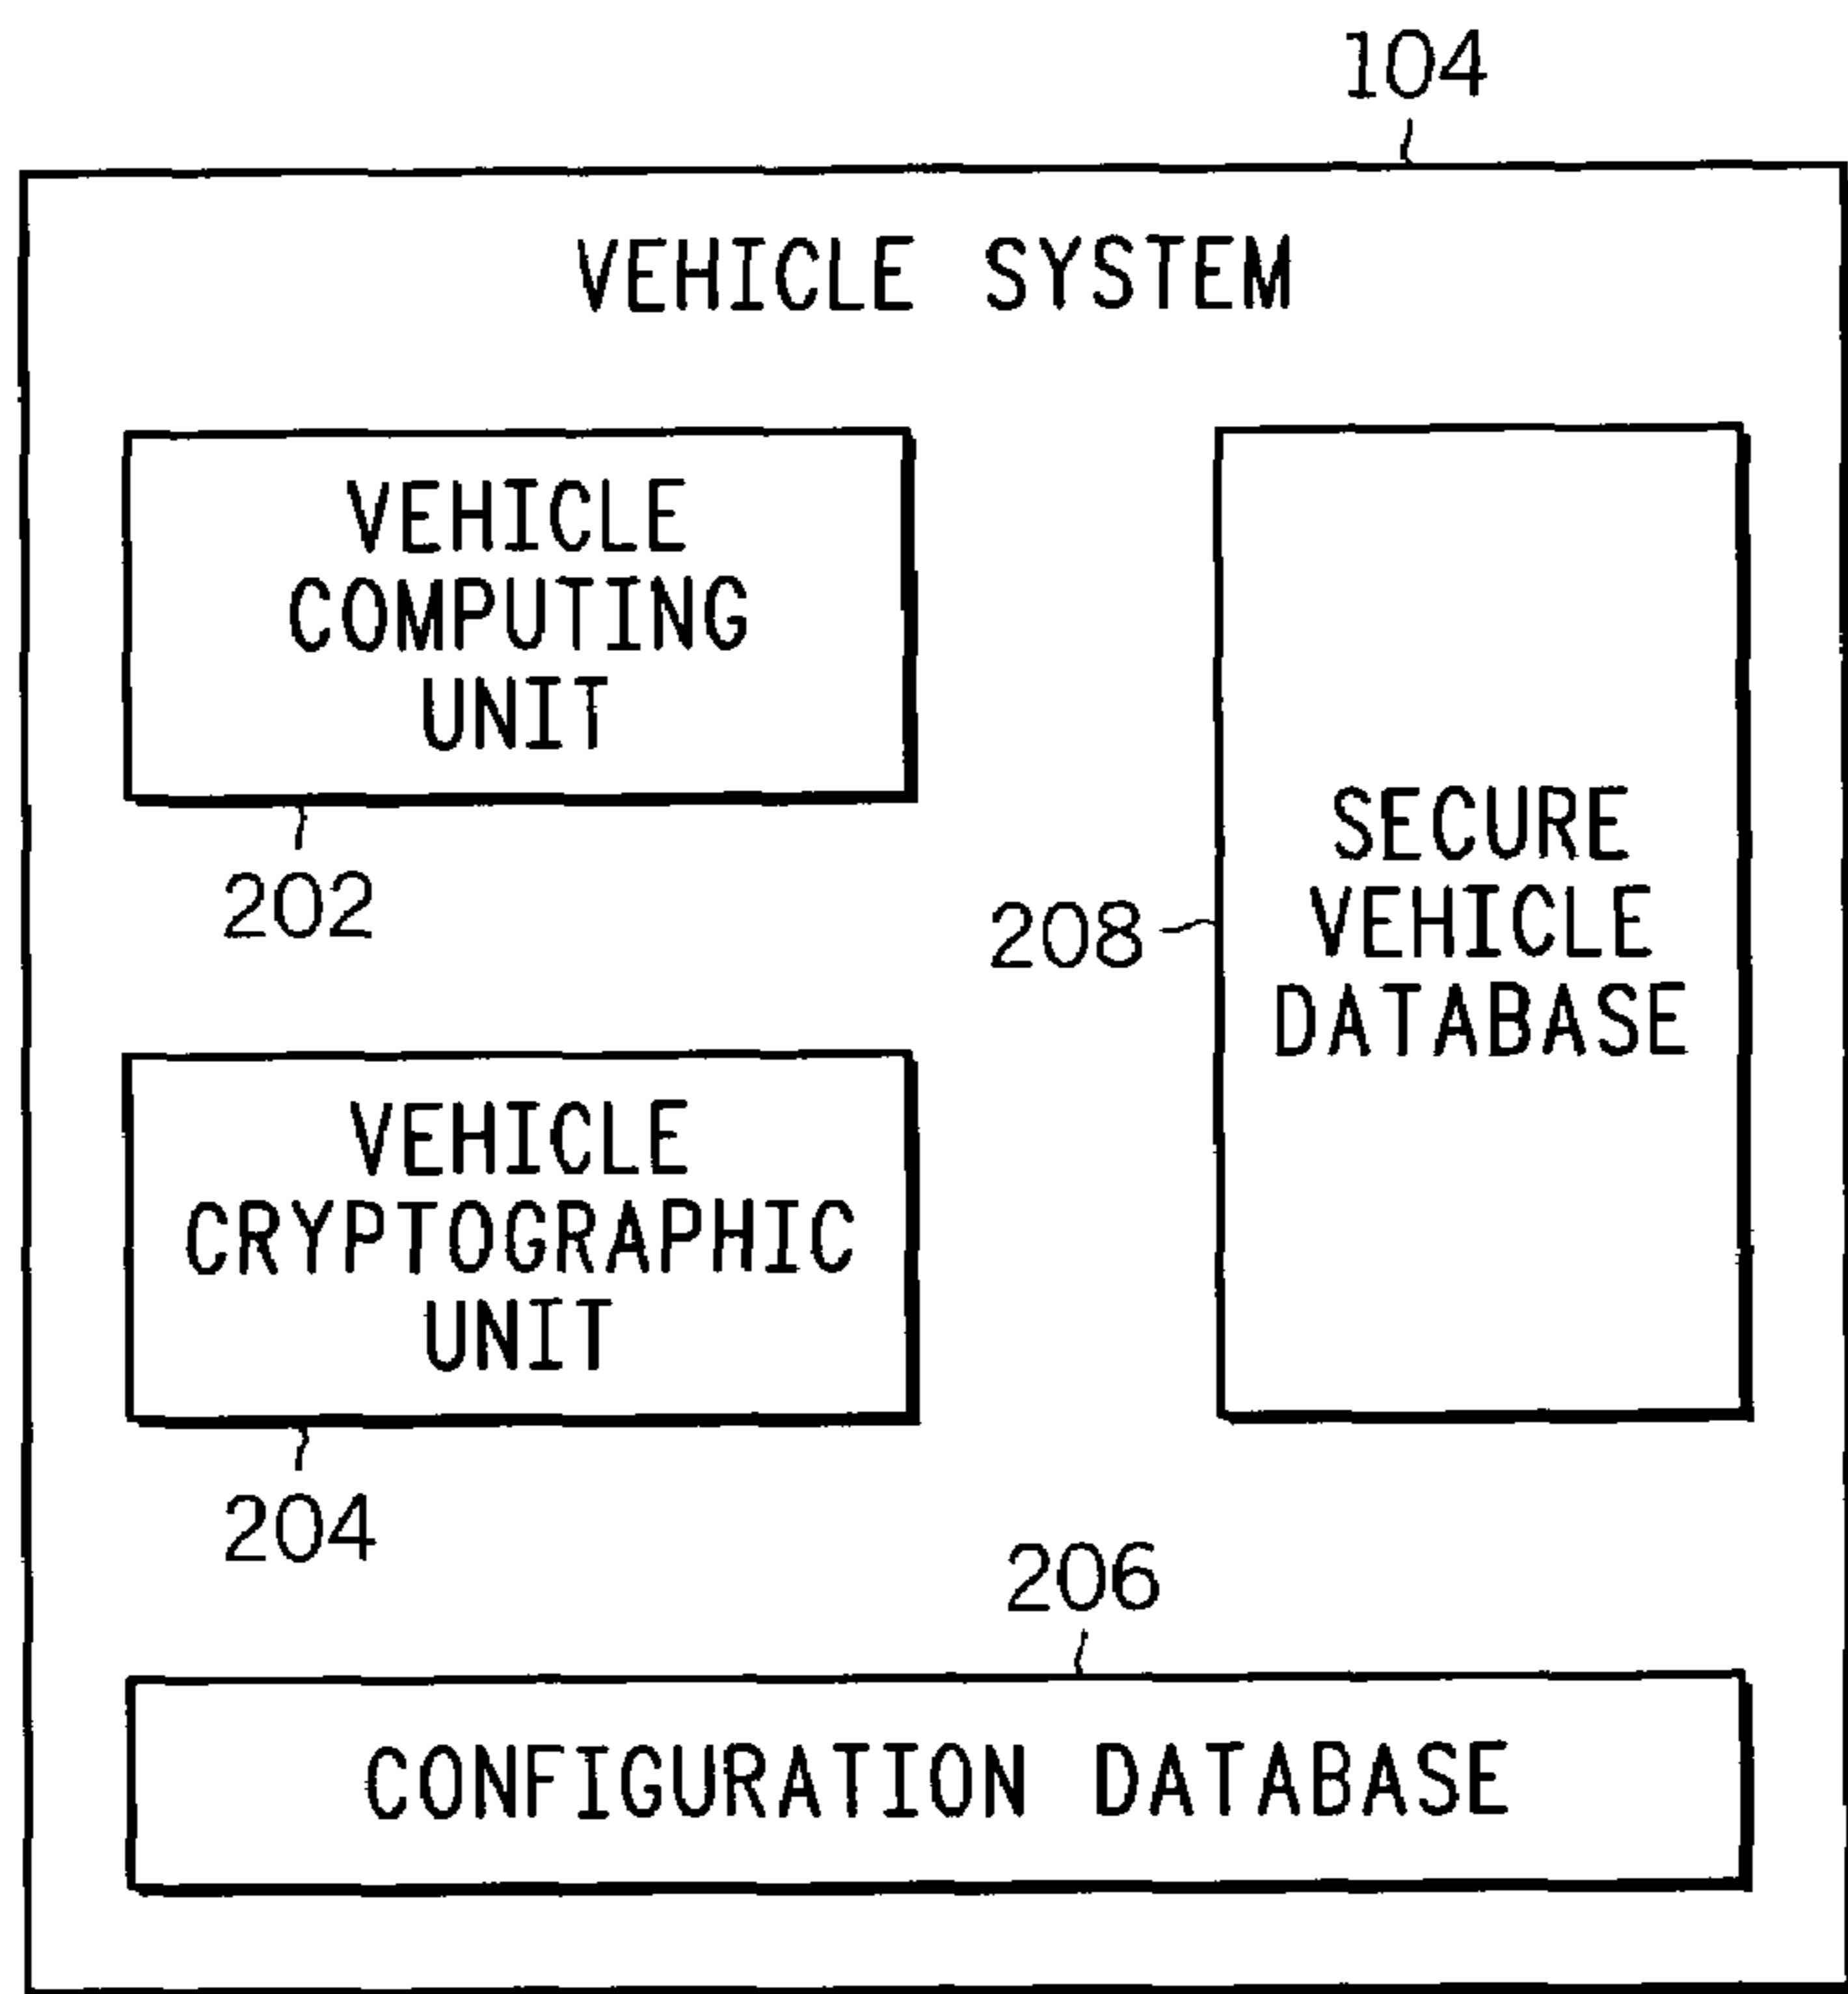 104
VEHICLE SYSTEM
VEHICLE
COMPUTING
UNIT
202
SECURE
VEHICLE
DATABASE
208
VEHICLE
CRYPTOGRAPHIC
UNIT
204
206
CONFIGURATION DATABASE